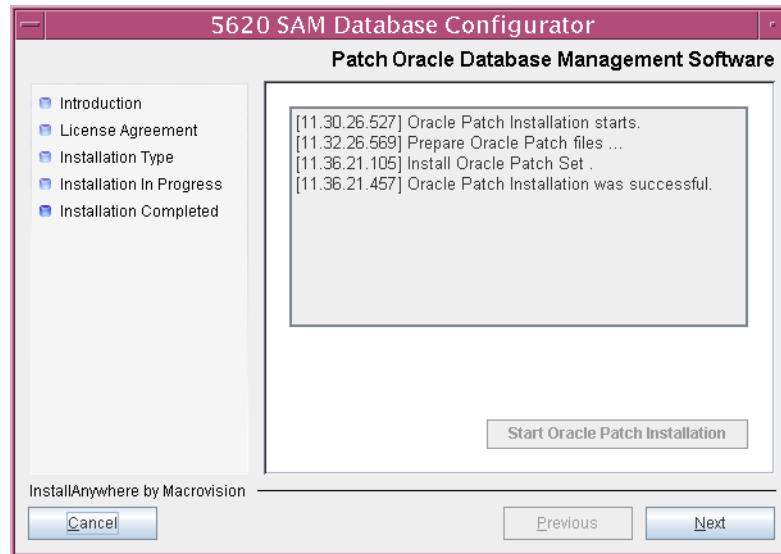 5620 SAM Database Configurator
Patch Oracle Database Management Software
Introduction
License Agreement
Installation Type
Installation In Progress
Installation Completed
[11.30.26.527] Oracle Patch Installation starts.
[11.32.26.569] Prepare Oracle Patch files ...
[11.36.21.105] Install Oracle Patch Set .
[11.36.21.457] Oracle Patch Installation was successful.
Start Oracle Patch Installation
InstallAnywhere by Macrovision
Cancel
Previous
Next